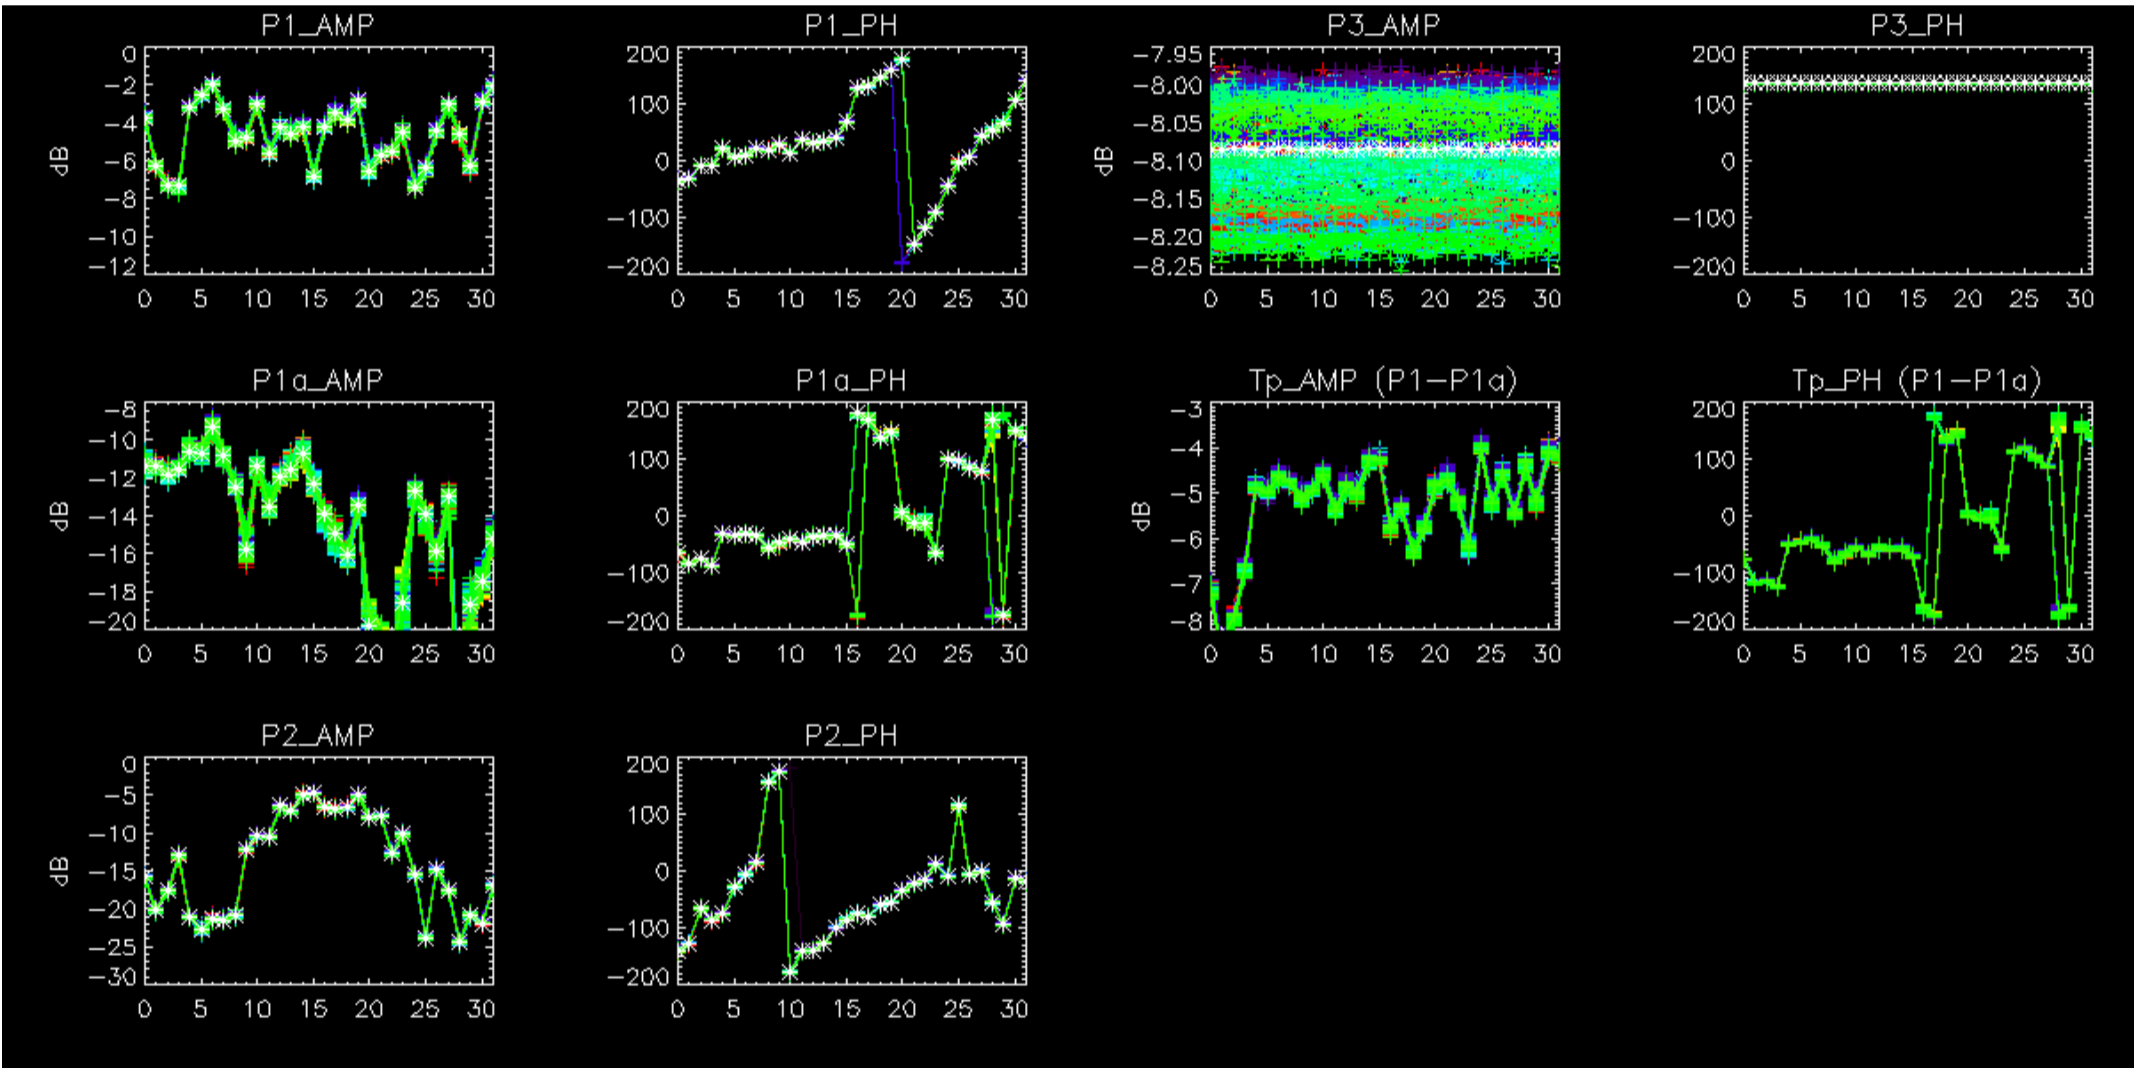 P1_AMP P1_PH P3_AMP P3_PH
0 200 -7.95 200
-2 100 -8.00 100
-4 0 -8.05 0
dB -6 -100 dB -8.10 -100
-8 -200 -8.15 -200
-10 -8.20
-12 -8.25
0 5 10 15 20 25 30 0 5 10 15 20 25 30 0 5 10 15 20 25 30 0 5 10 15 20 25 30
P1a_AMP P1a_PH Tp_AMP (P1-P1a) Tp_PH (P1-P1a)
-8 200 -3 200
-10 100 -4 100
-12 0 -5 0
dB -14 -100 dB -6 -100
-16 -200 -7 -200
-18 -8
-20
0 5 10 15 20 25 30 0 5 10 15 20 25 30 0 5 10 15 20 25 30 0 5 10 15 20 25 30
P2_AMP P2_PH
0 200
-5 100
-10 0
dB -15 -100
-20 -200
-25
-30
0 5 10 15 20 25 30 0 5 10 15 20 25 30